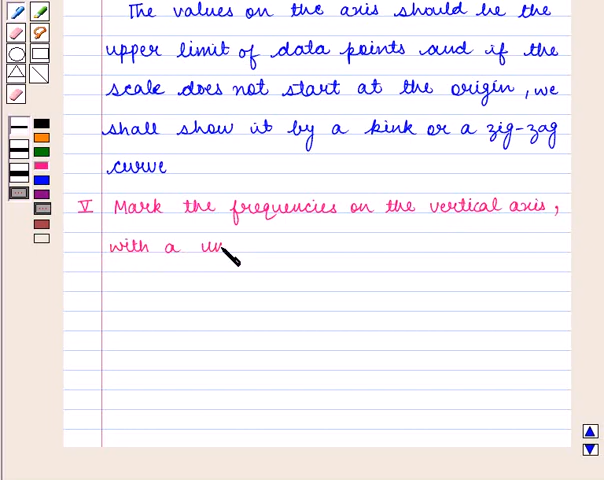 The values on the axis should be the
upper limit of data points and if the
scale does not start at the origin, we
shall show it by a kink or a zig-zag
curve
V Mark the frequencies on the vertical axis,
with a